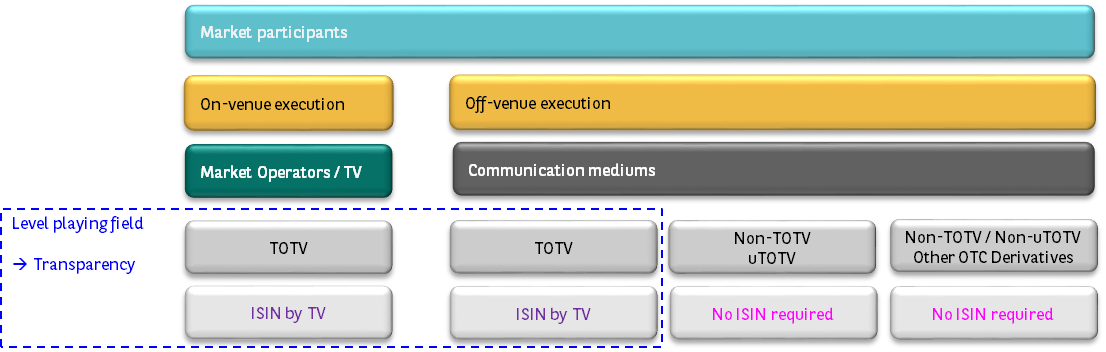 Market participants
On-venue execution
Off-venue execution
Market Operators / TV
Communication mediums
Level playing field
→ Transparency
TOTV
TOTV
Non-TOTV
uTOTV
Non-TOTV / Non-uTOTV
Other OTC Derivatives
ISIN by TV
ISIN by TV
No ISIN required
No ISIN required